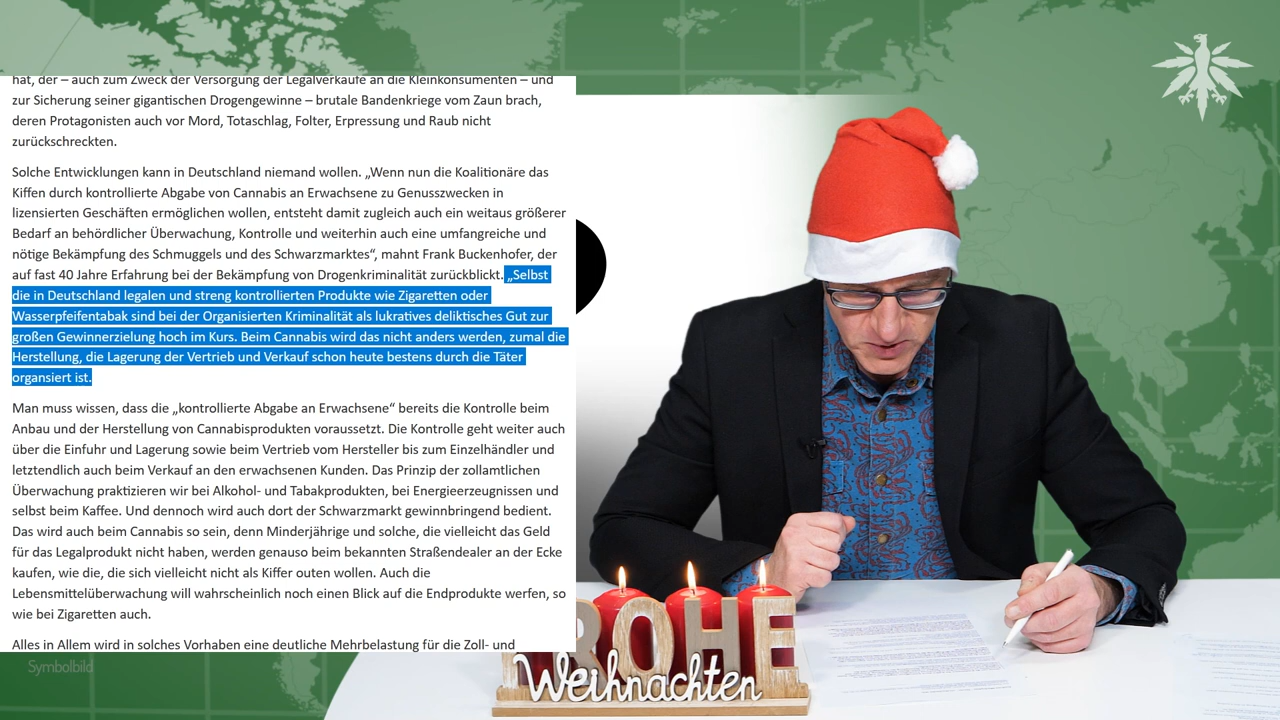 hat, der – auch zum Zweck der Versorgung der Legalverkäufe an die Kleinkonsumenten – und
zur Sicherung seiner gigantischen Drogengewinne – brutale Bandenkriege vom Zaun brach,
deren Protagonisten auch vor Mord, Totaschlag, Folter, Erpressung und Raub nicht
zurückschreckten.
Solche Entwicklungen kann in Deutschland niemand wollen. „Wenn nun die Koalitionäre das
Kiffen durch kontrollierte Abgabe von Cannabis an Erwachsene zu Genusszwecken in
lizensierten Geschäften ermöglichen wollen, entsteht damit zugleich auch ein weitaus größerer
Bedarf an behördlicher Überwachung, Kontrolle und weiterhin auch eine umfangreiche und
nötige Bekämpfung des Schmuggels und des Schwarzmarktes“, mahnt Frank Buckenhofer, der
auf fast 40 Jahre Erfahrung bei der Bekämpfung von Drogenkriminalität zurückblickt. „Selbst
die in Deutschland legalen und streng kontrollierten Produkte wie Zigaretten oder
Wasserpfeifentabak sind bei der Organisierten Kriminalität als lukratives deliktisches Gut zur
großen Gewinnerzielung hoch im Kurs. Beim Cannabis wird das nicht anders werden, zumal die
Herstellung, die Lagerung der Vertrieb und Verkauf schon heute bestens durch die Täter
organsiert ist.
Man muss wissen, dass die „kontrollierte Abgabe an Erwachsene“ bereits die Kontrolle beim
Anbau und der Herstellung von Cannabisprodukten voraussetzt. Die Kontrolle geht weiter auch
über die Einfuhr und Lagerung sowie beim Vertrieb vom Hersteller bis zum Einzelhändler und
letztendlich auch beim Verkauf an den erwachsenen Kunden. Das Prinzip der zollamtlichen
Überwachung praktizieren wir bei Alkohol- und Tabakprodukten, bei Energieerzeugnissen und
selbst beim Kaffee. Und dennoch wird auch dort der Schwarzmarkt gewinnbringend bedient.
Das wird auch beim Cannabis so sein, denn Minderjährige und solche, die vielleicht das Geld
für das Legalprodukt nicht haben, werden genauso beim bekannten Straßendealer an der Ecke
kaufen, wie die, die sich vielleicht nicht als Kiffer outen wollen. Auch die
Lebensmittelüberwachung will wahrscheinlich noch einen Blick auf die Endprodukte werfen, so
wie bei Zigaretten auch.
Alles in Allem wird in solches Vorhaben eine deutliche Mehrbelastung für die Zoll- und
Symbolbild
FROHE
Weihnachten